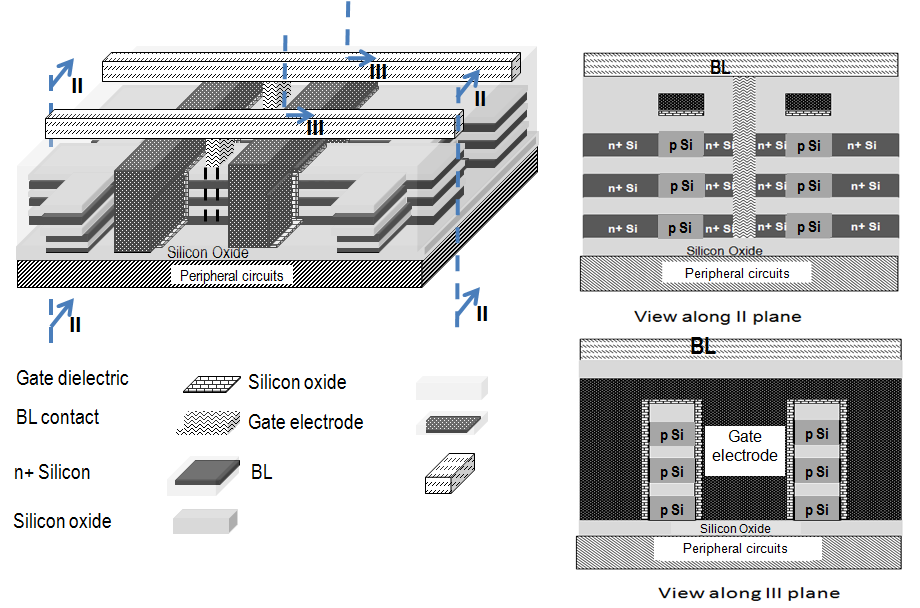 II
III
II
III
Silicon Oxide
Peripheral circuits
II
II
Gate dielectric
Silicon oxide
BL contact
Gate electrode
n+ Silicon
BL
Silicon oxide
BL
n+ Si p Si n+ Si n+ Si p Si n+ Si
n+ Si p Si n+ Si n+ Si p Si n+ Si
n+ Si p Si n+ Si n+ Si p Si n+ Si
Silicon Oxide
Peripheral circuits
View along II plane
BL
p Si p Si
Gate
electrode
p Si p Si
p Si p Si
Silicon Oxide
Peripheral circuits
View along III plane